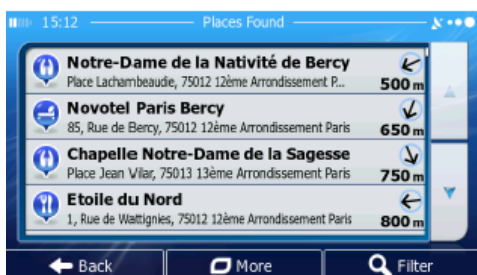 15:12 Places Found
Notre-Dame de la Nativité de Bercy
Place Lachambeaudie, 75012 12ème Arrondissement P...
500 m
Novotel Paris Bercy
85, Rue de Bercy, 75012 12ème Arrondissement Paris
650 m
Chapelle Notre-Dame de la Sagesse
Place Jean Vilar, 75013 13ème Arrondissement Paris
750 m
Etoile du Nord
1, Rue de Wattignies, 75012 12ème Arrondissement Paris
800 m
Back More Filter